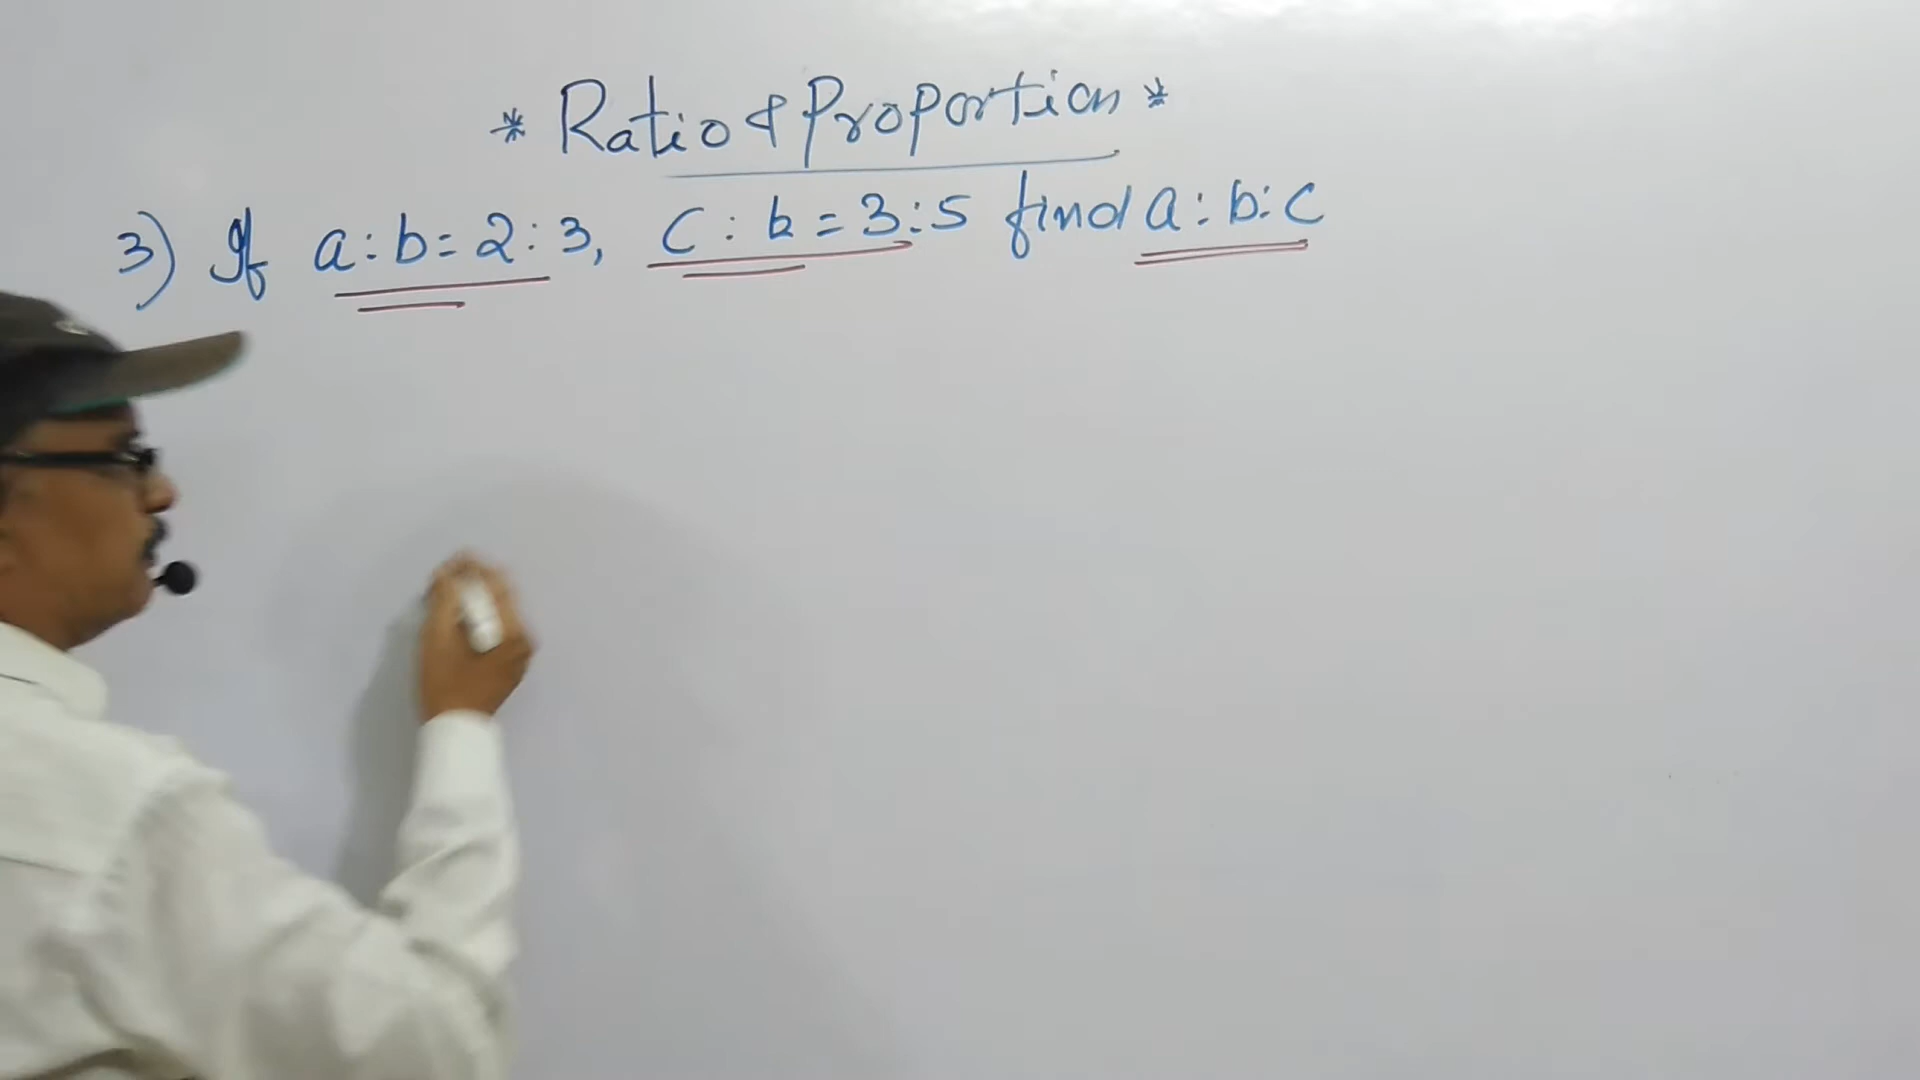 * Ratio & Proportion *
3) If a:b=2:3, c:b=3:5 find a:b:c